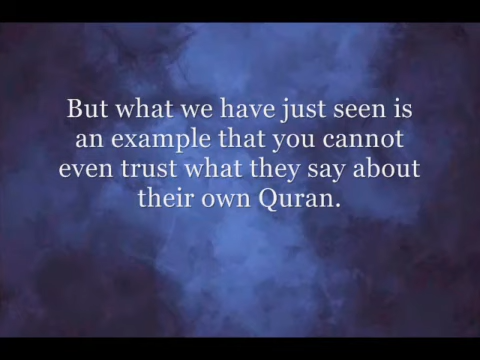 But what we have just seen is
an example that you cannot
even trust what they say about
their own Quran.